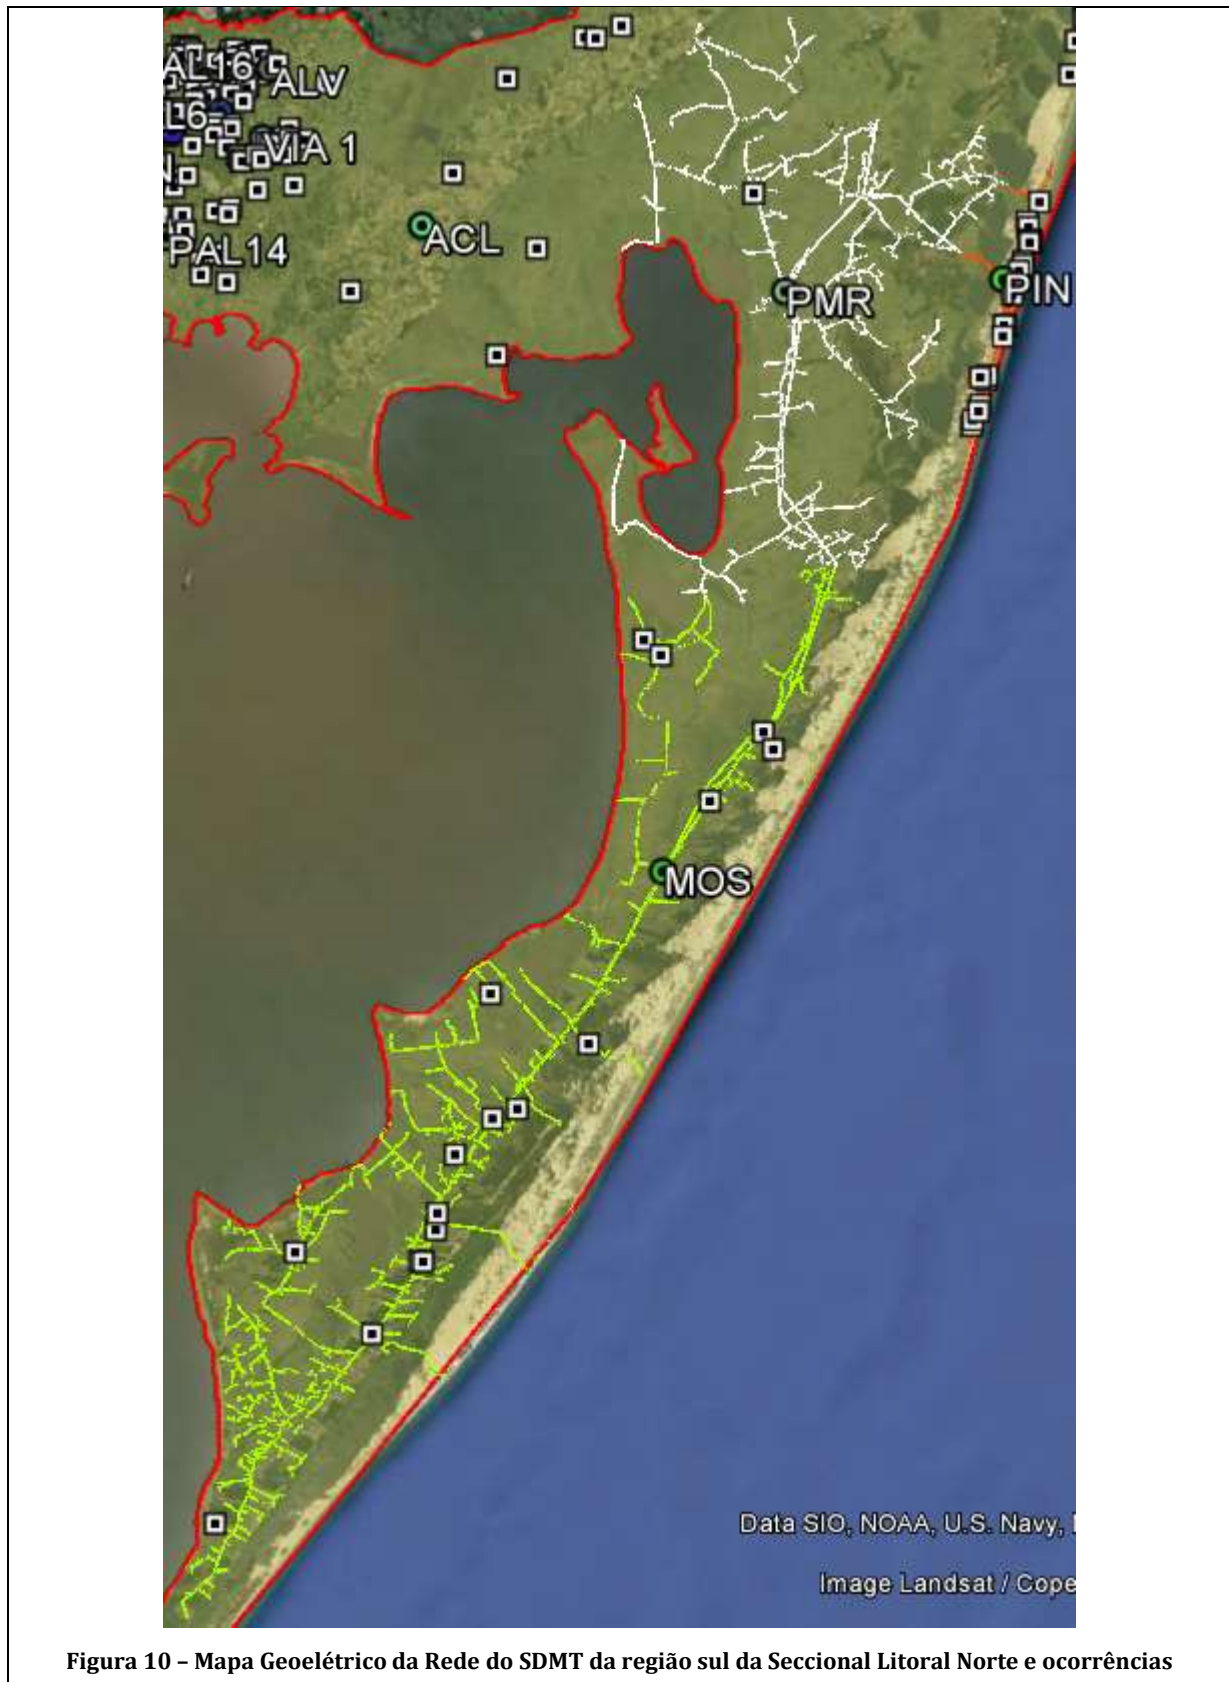 AL16
ALV
L6
VIA 1
ACL
PAL14
PMR
PIN
MOS
Data SIO, NOAA, U.S. Navy,
Image Landsat / Cope
Figura 10 – Mapa Geoelétrico da Rede do SDMT da região sul da Seccional Litoral Norte e ocorrências